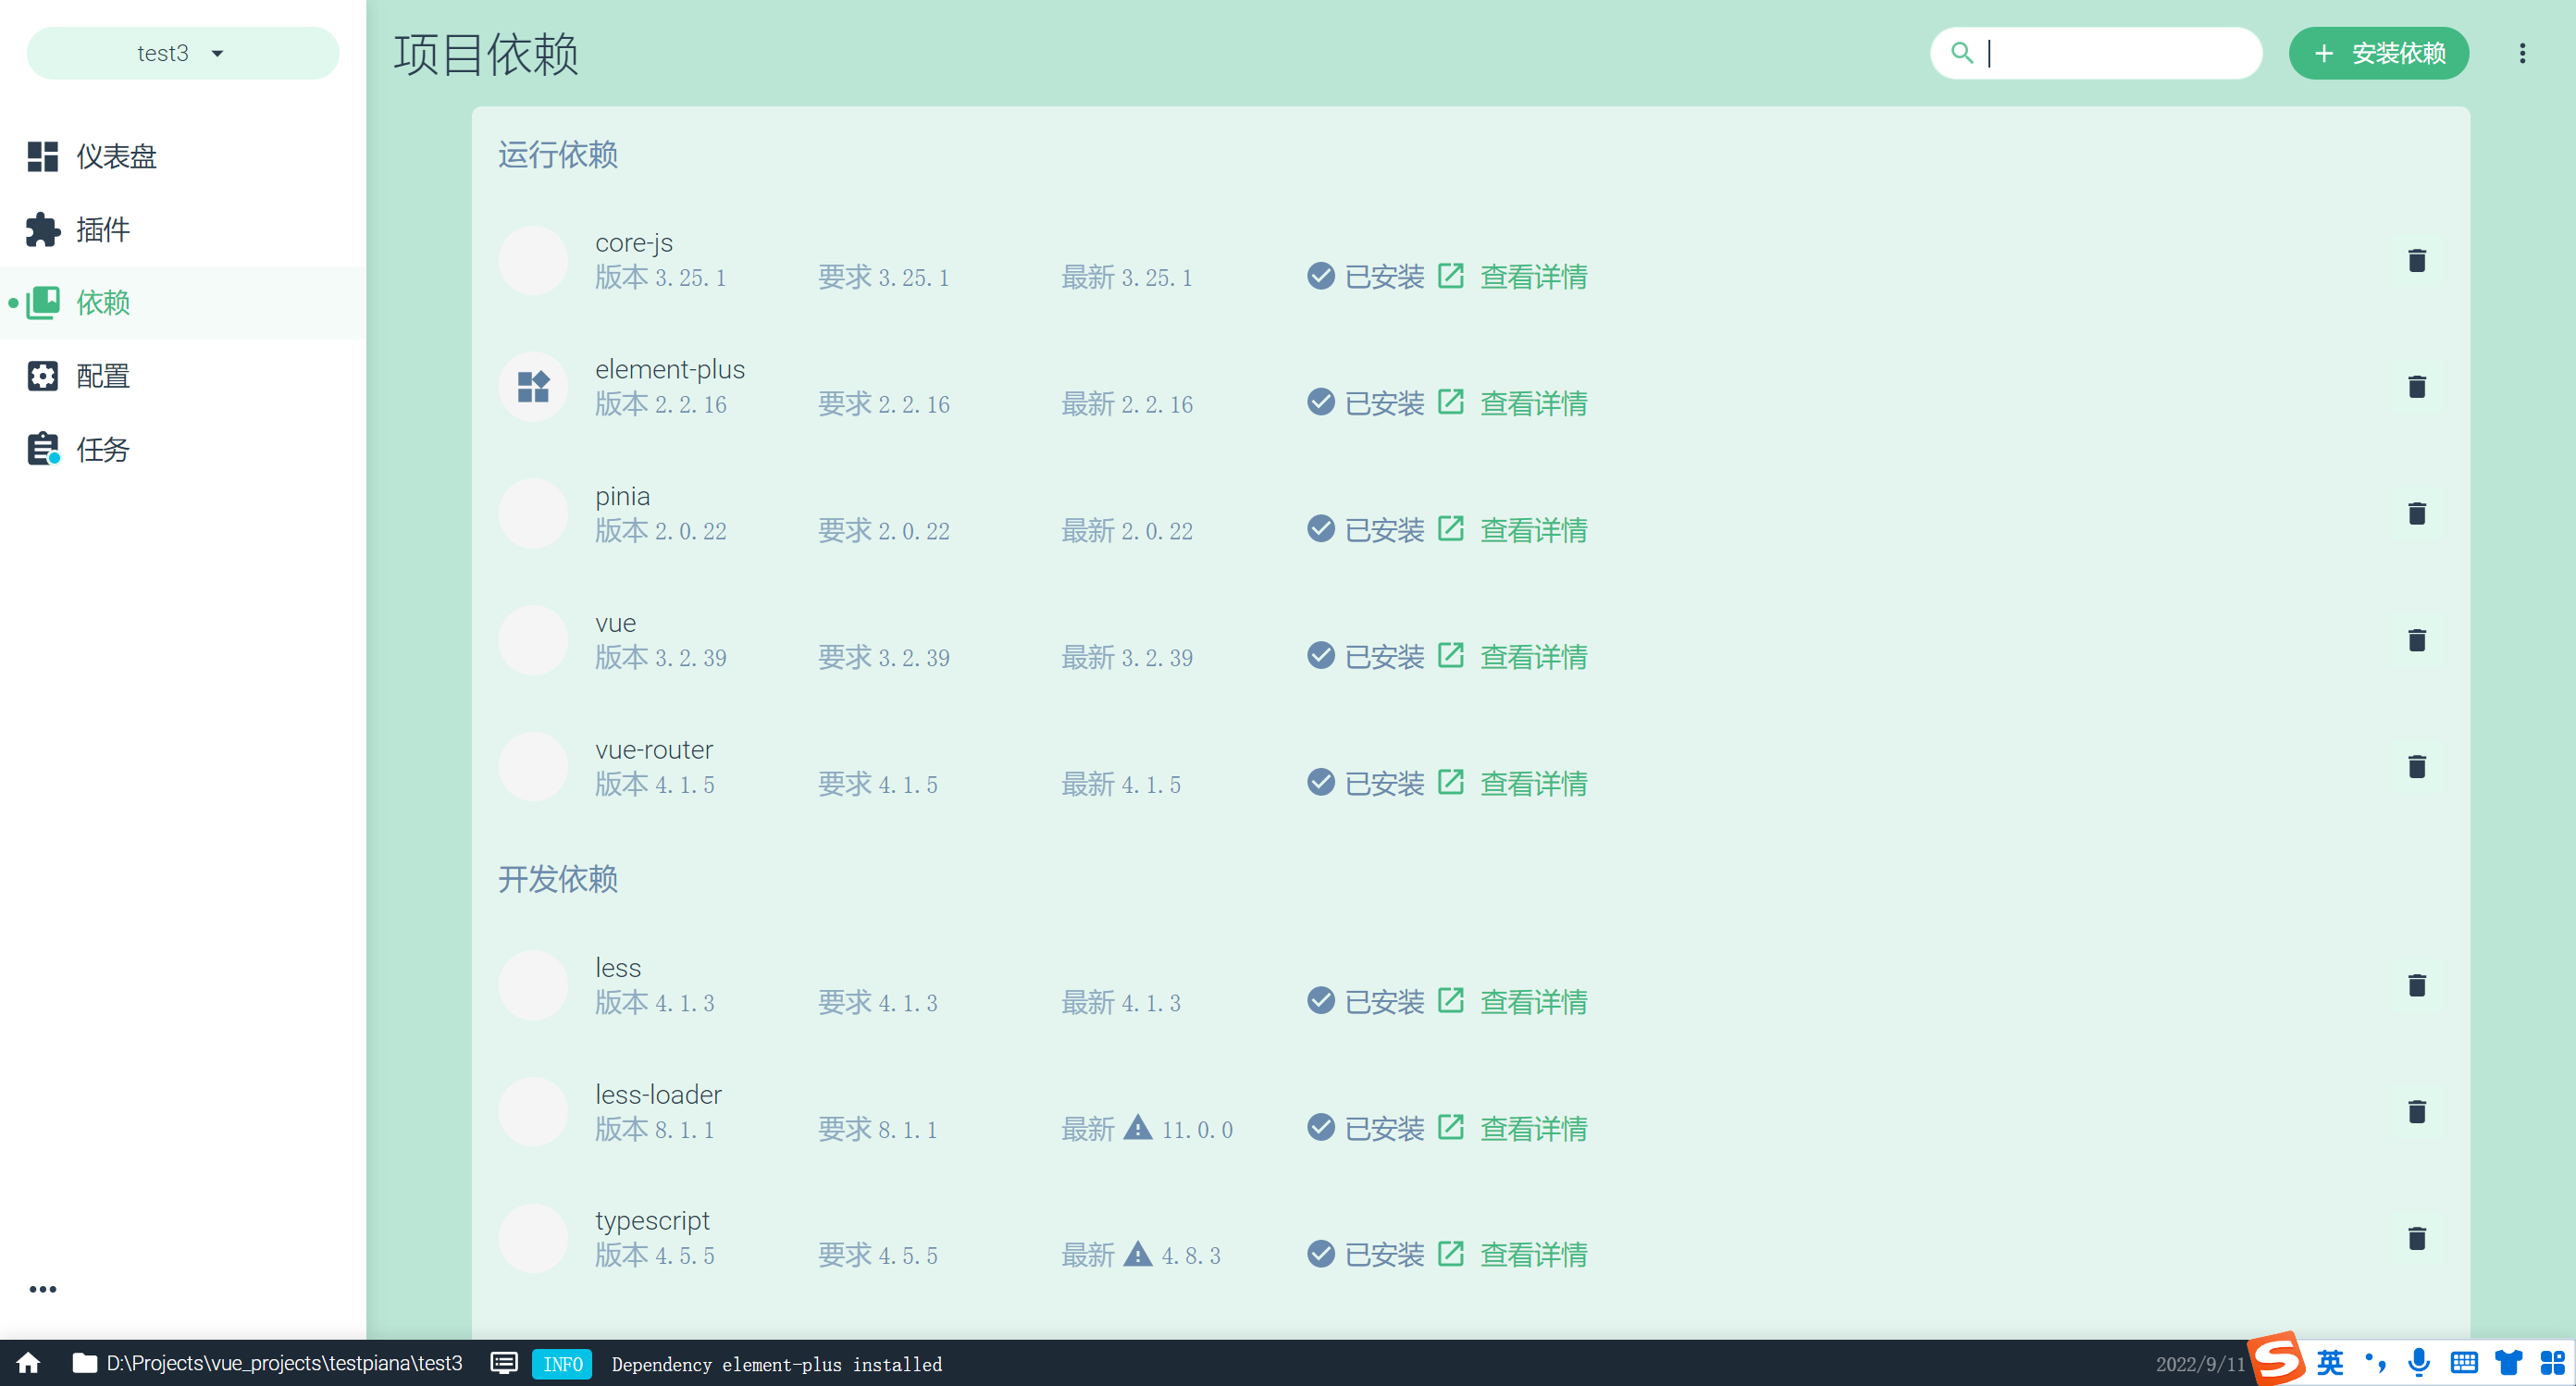 test3
项目依赖
安装依赖
仪表盘
插件
依赖
配置
任务
运行依赖
core-js
版本 3.25.1 要求 3.25.1 最新 3.25.1 已安装 查看详情
element-plus
版本 2.2.16 要求 2.2.16 最新 2.2.16 已安装 查看详情
pinia
版本 2.0.22 要求 2.0.22 最新 2.0.22 已安装 查看详情
vue
版本 3.2.39 要求 3.2.39 最新 3.2.39 已安装 查看详情
vue-router
版本 4.1.5 要求 4.1.5 最新 4.1.5 已安装 查看详情
开发依赖
less
版本 4.1.3 要求 4.1.3 最新 4.1.3 已安装 查看详情
less-loader
版本 8.1.1 要求 8.1.1 最新 11.0.0 已安装 查看详情
typescript
版本 4.5.5 要求 4.5.5 最新 4.8.3 已安装 查看详情
D:\Projects\vue_projects\testpiana\test3 INFO Dependency element-plus installed 2022/9/11 英